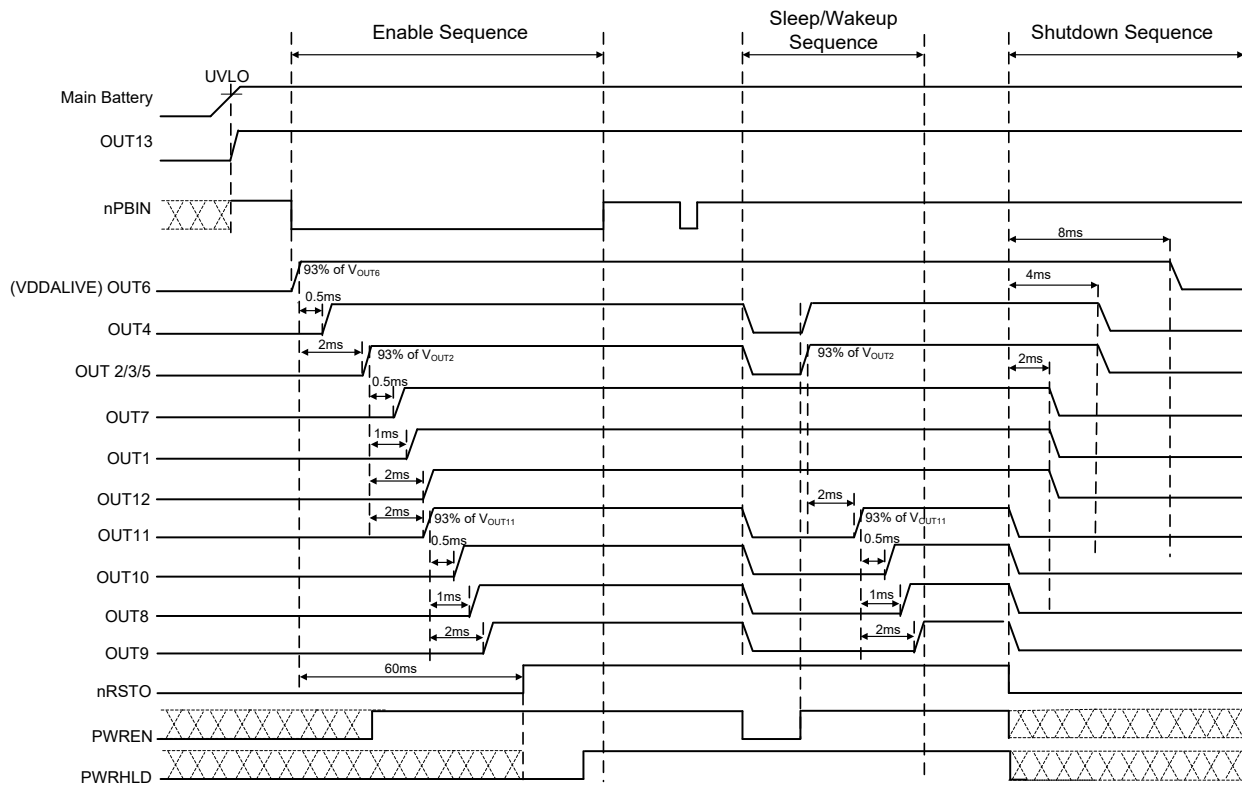 Enable Sequence
Sleep/Wakeup
Sequence
Shutdown Sequence
UVLO
Main Battery
OUT13
nPBIN
8ms
93% of VOUT6
(VDDALIVE) OUT6
4ms
0.5ms
OUT4
2ms
93% of VOUT2
93% of VOUT2
2ms
OUT 2/3/5
0.5ms
OUT7
1ms
OUT1
2ms
OUT12
2ms
2ms
93% of VOUT11
93% of VOUT11
OUT11
0.5ms
0.5ms
OUT10
1ms
1ms
OUT8
2ms
2ms
OUT9
60ms
nRSTO
PWREN
PWRHLD